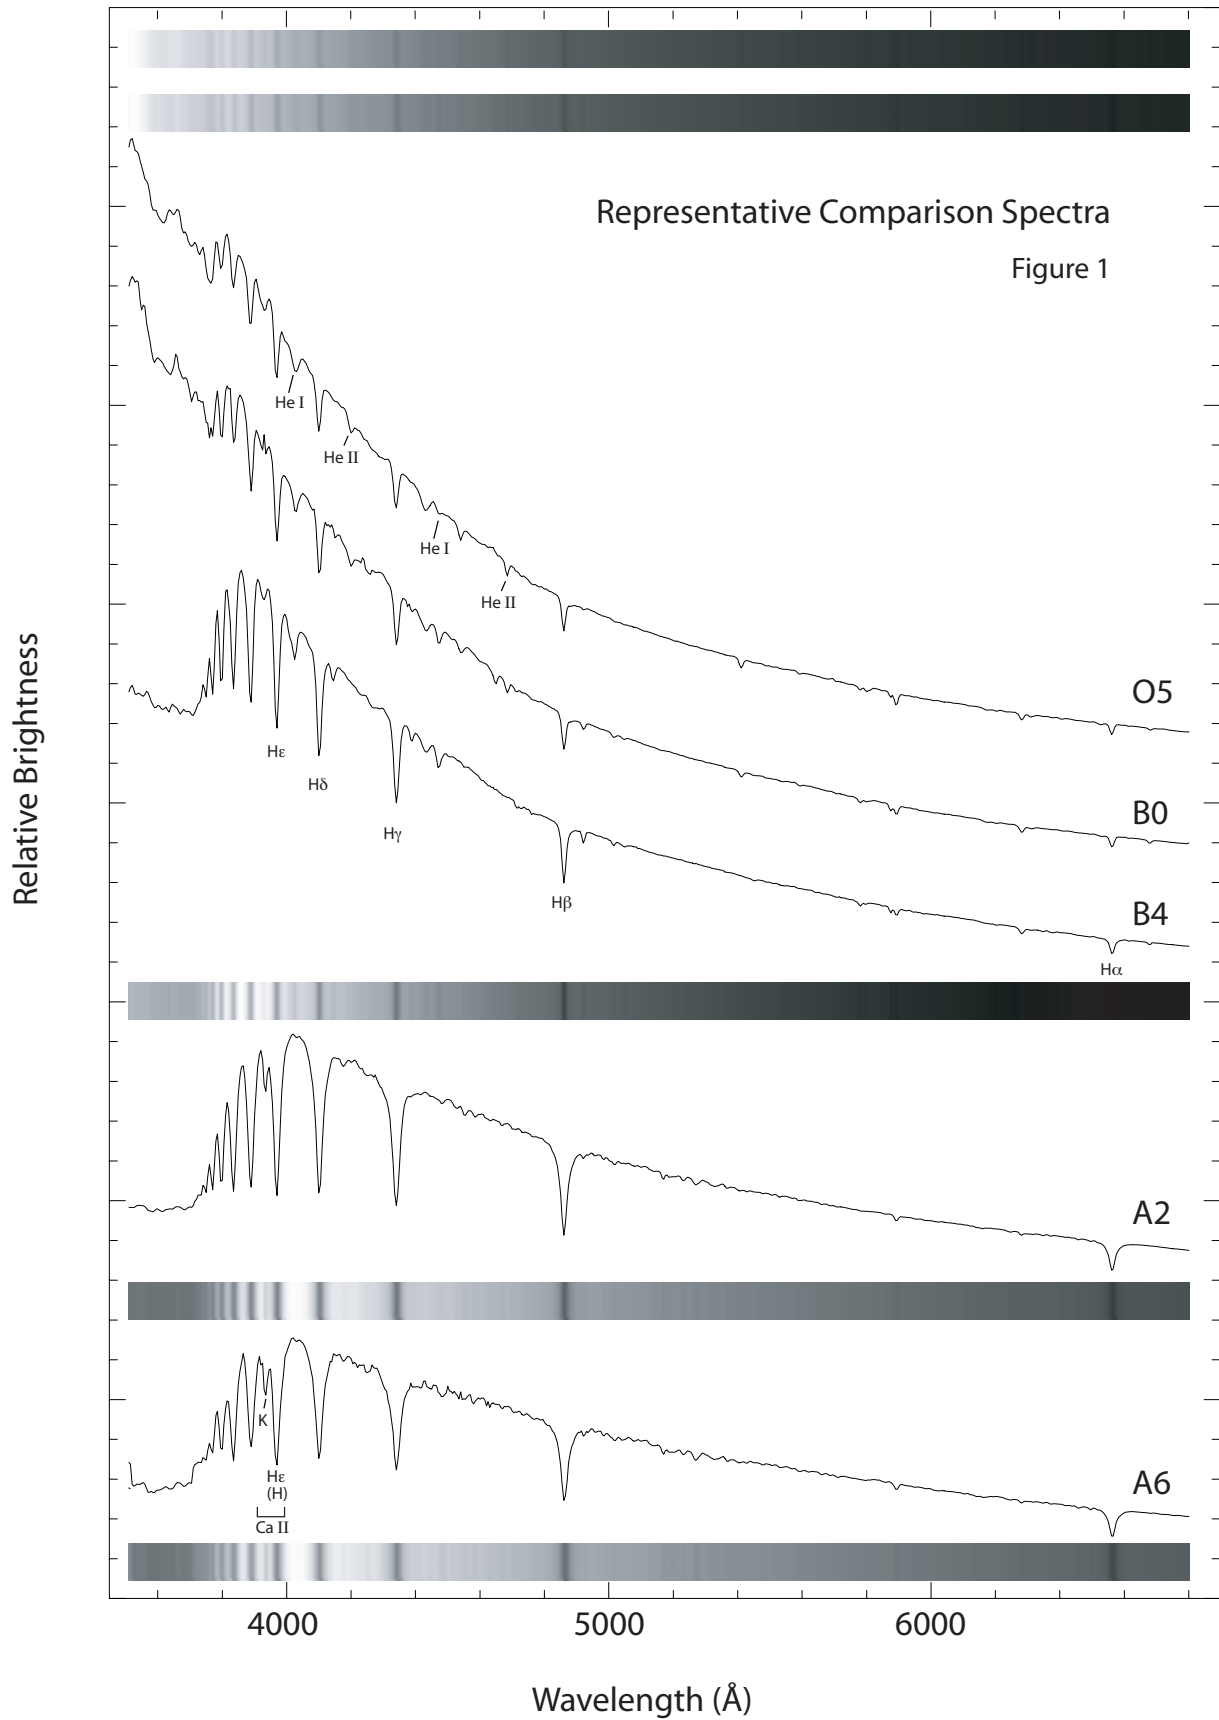 Representative Comparison Spectra
Figure 1
He I
He II
He I
He II
O5
Hε
Hδ
Hγ
B0
Hβ
B4
Hα
A2
K
Hε
(H)
Ca II
A6
4000
5000
6000
Wavelength (Å)
Relative Brightness